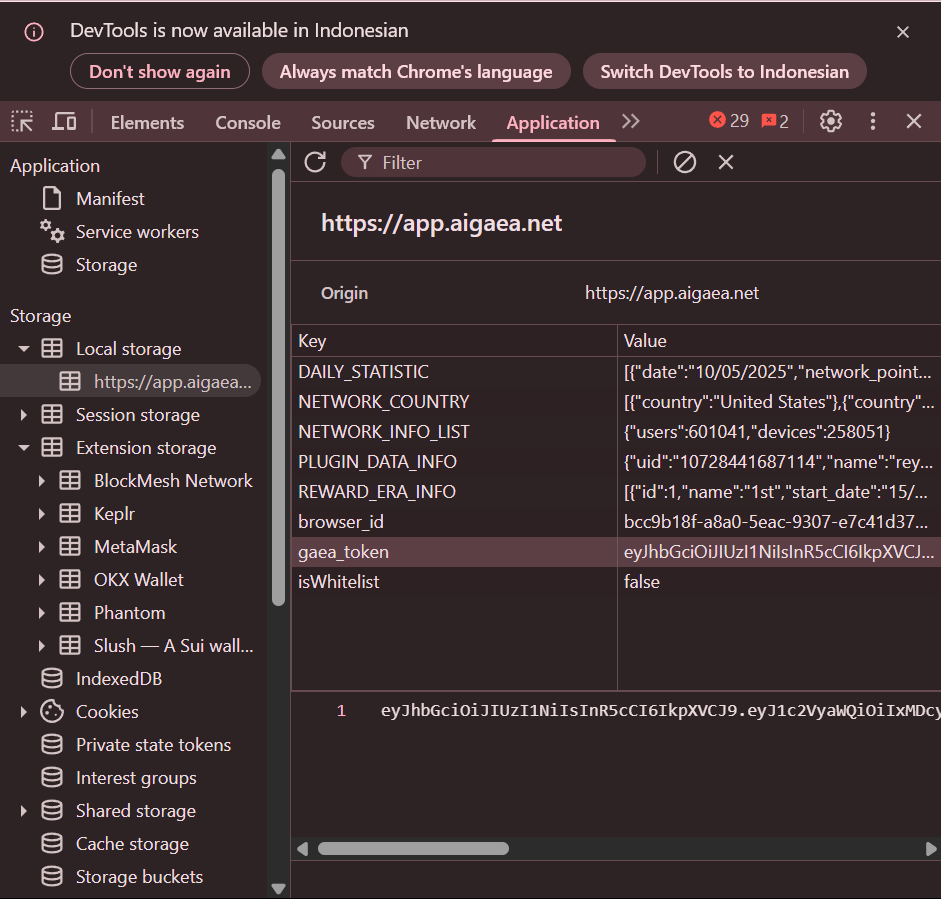 DevTools is now available in Indonesian
Don't show again
Always match Chrome's language
Switch DevTools to Indonesian
Elements
Console
Sources
Network
Application
29
2
Application
Manifest
Service workers
Storage
Storage
Local storage
https://app.aigaea...
Session storage
Extension storage
BlockMesh Network
Keplr
MetaMask
OKX Wallet
Phantom
Slush — A Sui wall...
IndexedDB
Cookies
Private state tokens
Interest groups
Shared storage
Cache storage
Storage buckets
Filter
https://app.aigaea.net
Origin https://app.aigaea.net
Key Value
DAILY_STATISTIC [{"date":"10/05/2025","network_point...
NETWORK_COUNTRY [{"country":"United States"},{"country"...
NETWORK_INFO_LIST {"users":601041,"devices":258051}
PLUGIN_DATA_INFO {"uid":"10728441687114","name":"rey...
REWARD_ERA_INFO [{"id":1,"name":"1st","start_date":"15/...
browser_id bcc9b18f-a8a0-5eac-9307-e7c41d37...
gaea_token eyJhbGciOiJIUzI1NiIsInR5cCI6IkpXVCJ...
isWhitelist false
1 eyJhbGciOiJIUzI1NiIsInR5cCI6IkpXVCJ9.eyJ1c2VyaWQiOiIxMDcy